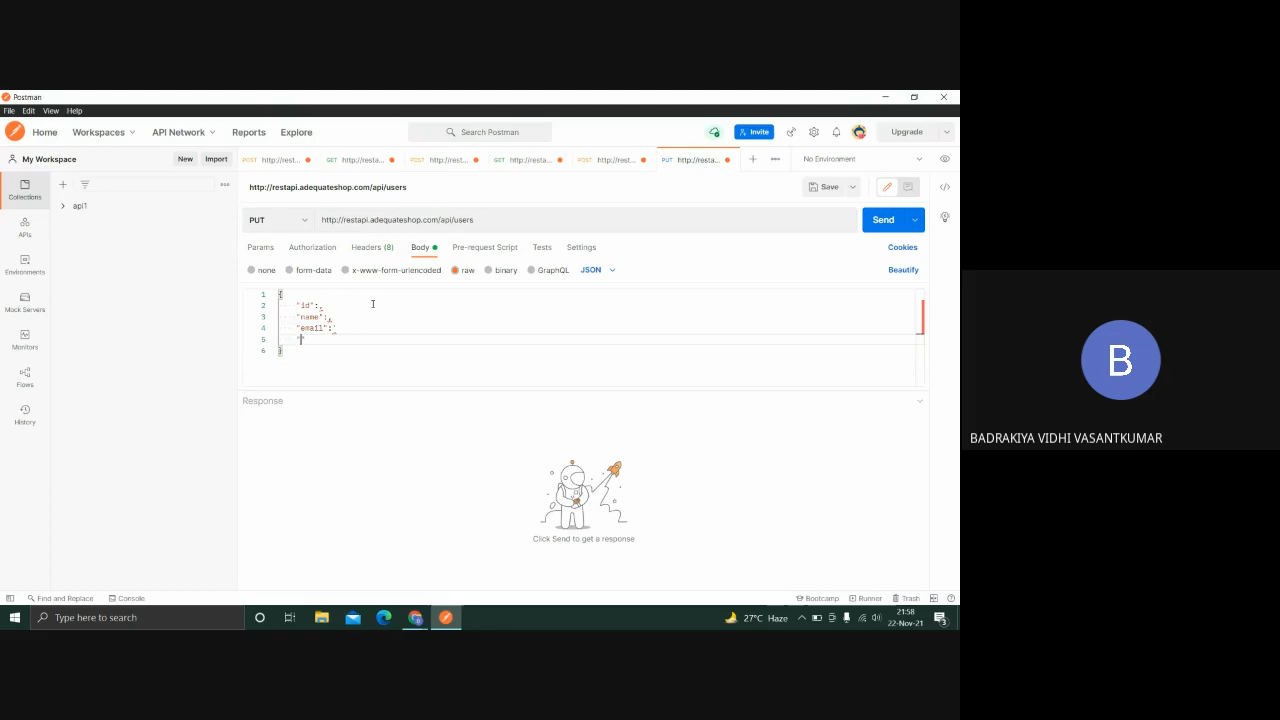 Postman
File Edit View Help
Home Workspaces API Network Reports Explore Search Postman Invite Upgrade
My Workspace New Import POST http://rest... GET http://resta... POST http://rest... GET http://resta... POST http://rest... PUT http://resta... No Environment
Collections
APIs
Environments
Mock Servers
Monitors
Flows
History
api1
http://restapi.adequateshop.com/api/users Save
PUT http://restapi.adequateshop.com/api/users Send
Params Authorization Headers (8) Body Pre-request Script Tests Settings Cookies
none form-data x-www-form-urlencoded raw binary GraphQL JSON Beautify
1 {
2 "id":,
3 "name":,
4 "email":
5 ""
6 }
Response
Click Send to get a response
Find and Replace Console Bootcamp Runner Trash
Type here to search 27°C Haze 21:58
22-Nov-21 3
B
BADRAKIYA VIDHI VASANTKUMAR